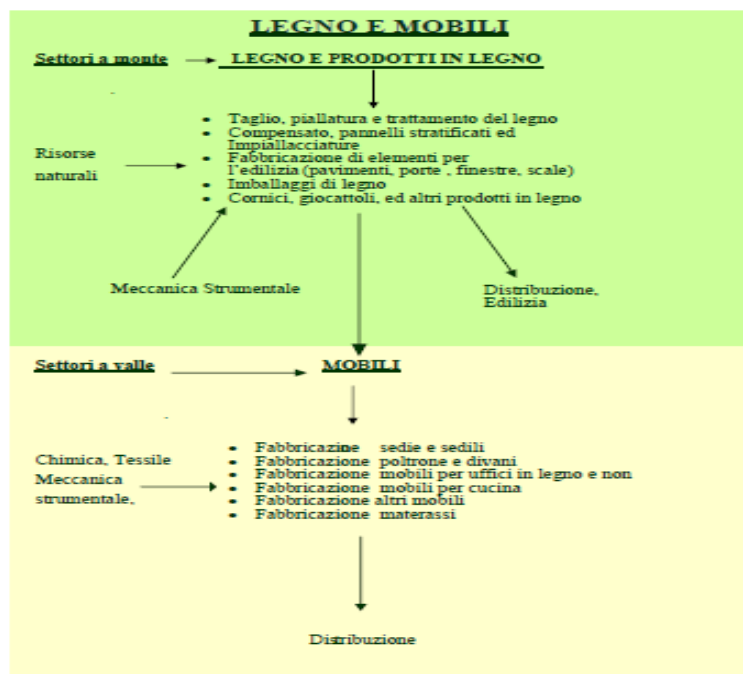 LEGNO E MOBILI
Settori a monte
LEGNO E PRODOTTI IN LEGNO
• Taglio, piallatura e trattamento del legno
• Compensato, pannelli stratificati ed
Impiallacciature
• Fabbricazione di elementi per
l'edilizia (pavimenti, porte , finestre, scale)
• Imballaggi di legno
• Cornici, giocattoli, ed altri prodotti in legno
Risorse
naturali
Meccanica Strumentale
Distribuzione,
Edilizia
Settori a valle
MOBILI
Chimica, Tessile
Meccanica
strumentale,
• Fabbricazine sedie e sedili
• Fabbricazione poltrone e divani
• Fabbricazione mobili per uffici in legno e non
• Fabbricazione mobili per cucina
• Fabbricazione altri mobili
• Fabbricazione materassi
Distribuzione